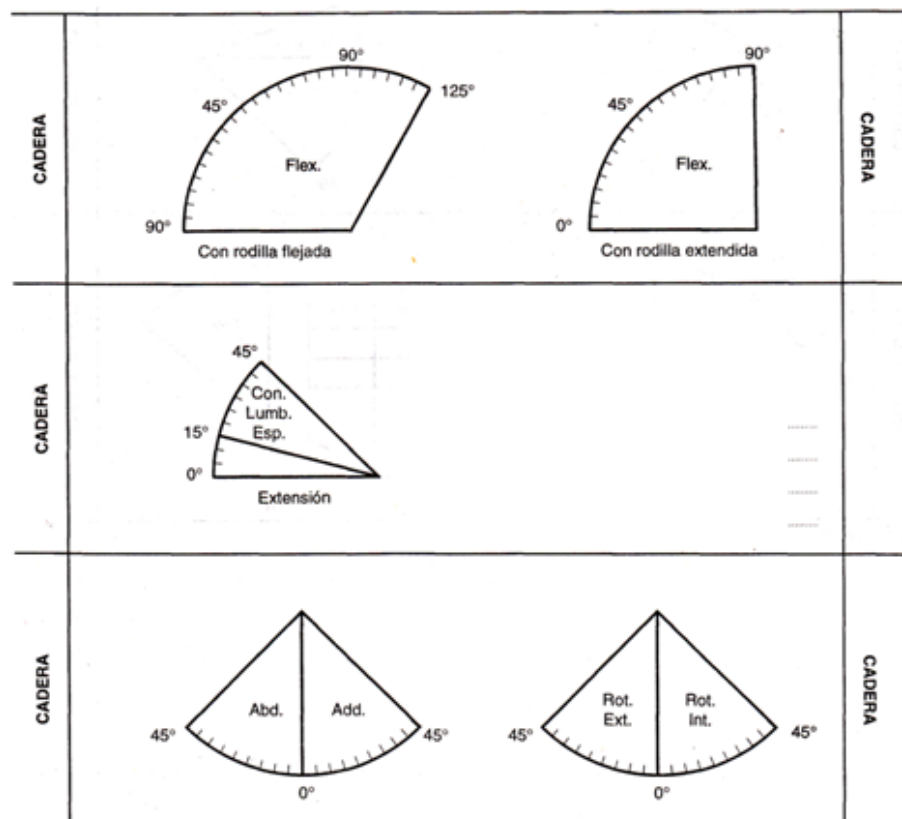 CADERA
90°
125°
45°
Flex.
90°
Con rodilla flejada
90°
45°
Flex.
0°
Con rodilla extendida
CADERA
CADERA
45°
Con.
Lumb.
Esp.
15°
0°
Extensión
CADERA
Abd.
Add.
45°
45°
0°
Rot.
Ext.
Rot.
Int.
45°
45°
0°
CADERA